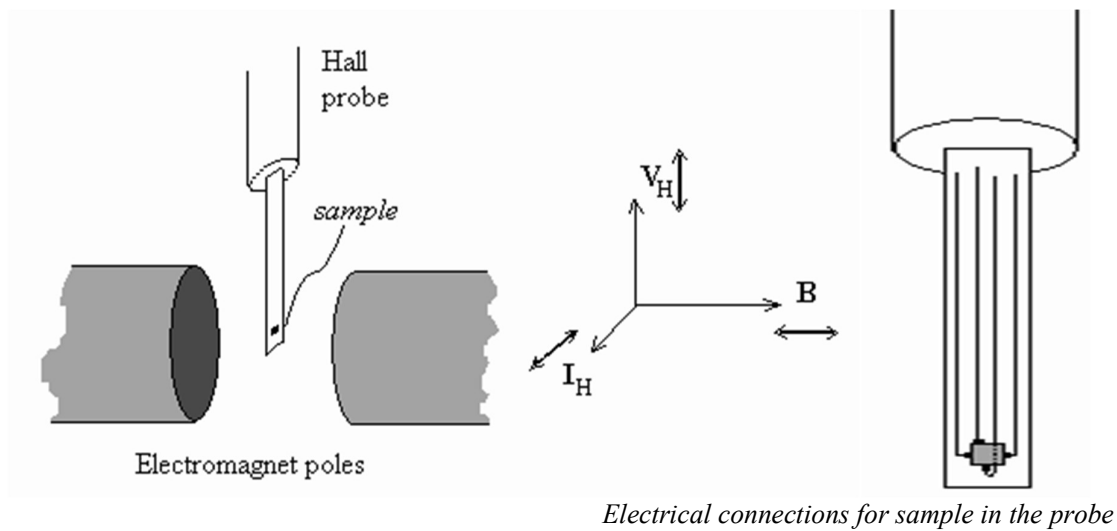 Hall
probe
sample
V_H
B
I_H
Electromagnet poles
Electrical connections for sample in the probe